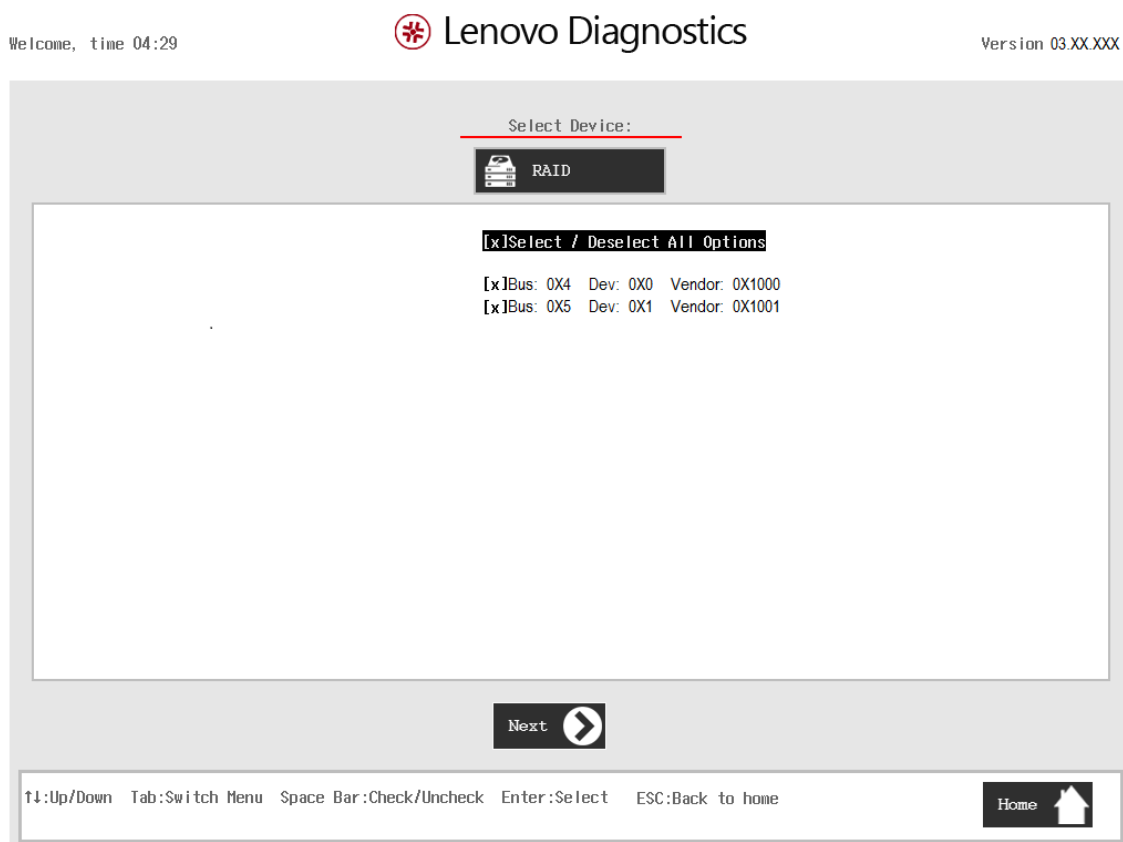 Welcome, time 04:29
Lenovo Diagnostics
Version 03.XX.XXX
Select Device:
RAID
[x]Select / Deselect All Options
[x]Bus: 0X4 Dev: 0X0 Vendor: 0X1000
[x]Bus: 0X5 Dev: 0X1 Vendor: 0X1001
Next
↑↓:Up/Down Tab:Switch Menu Space Bar:Check/Uncheck Enter:Select ESC:Back to home
Home